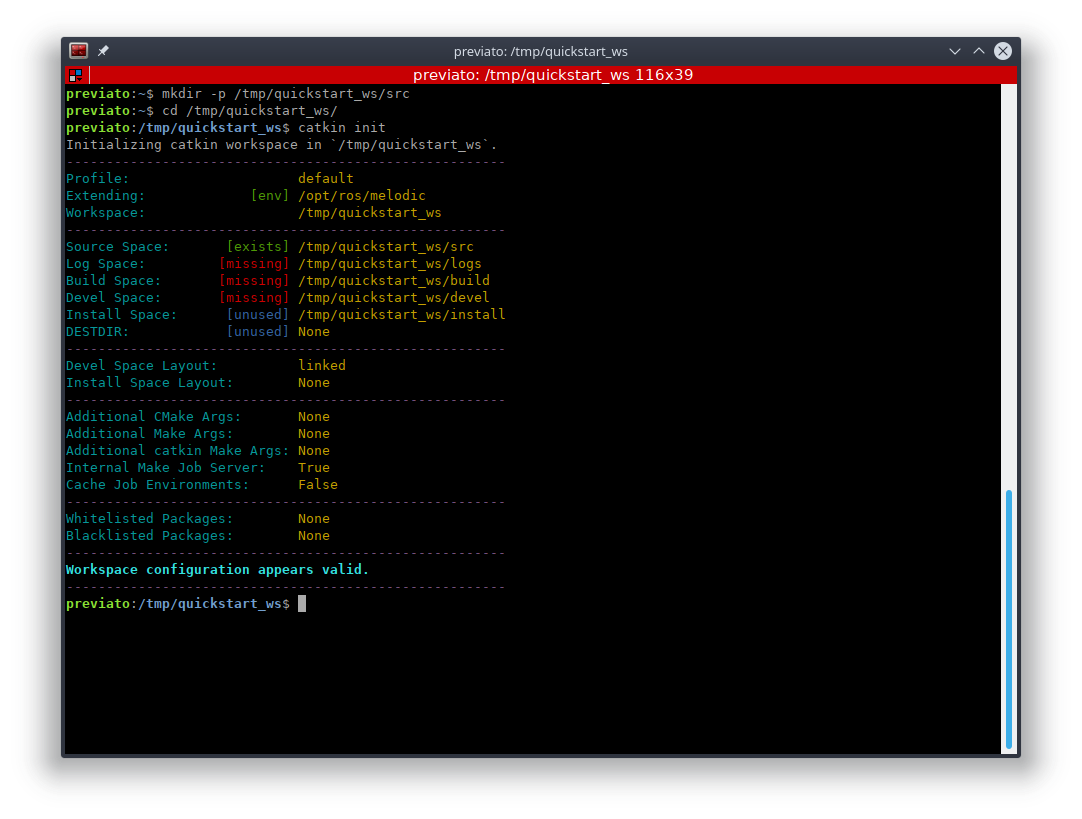 previato: /tmp/quickstart_ws
previato: /tmp/quickstart_ws 116x39
previato:~$ mkdir -p /tmp/quickstart_ws/src
previato:~$ cd /tmp/quickstart_ws/
previato:/tmp/quickstart_ws$ catkin init
Initializing catkin workspace in `/tmp/quickstart_ws`.
-------------------------------------------------------
Profile:                     default
Extending:             [env] /opt/ros/melodic
Workspace:                   /tmp/quickstart_ws
-------------------------------------------------------
Source Space:       [exists] /tmp/quickstart_ws/src
Log Space:         [missing] /tmp/quickstart_ws/logs
Build Space:       [missing] /tmp/quickstart_ws/build
Devel Space:       [missing] /tmp/quickstart_ws/devel
Install Space:      [unused] /tmp/quickstart_ws/install
DESTDIR:            [unused] None
-------------------------------------------------------
Devel Space Layout:          linked
Install Space Layout:        None
-------------------------------------------------------
Additional CMake Args:       None
Additional Make Args:        None
Additional catkin Make Args: None
Internal Make Job Server:    True
Cache Job Environments:      False
-------------------------------------------------------
Whitelisted Packages:        None
Blacklisted Packages:        None
-------------------------------------------------------
Workspace configuration appears valid.
-------------------------------------------------------
previato:/tmp/quickstart_ws$